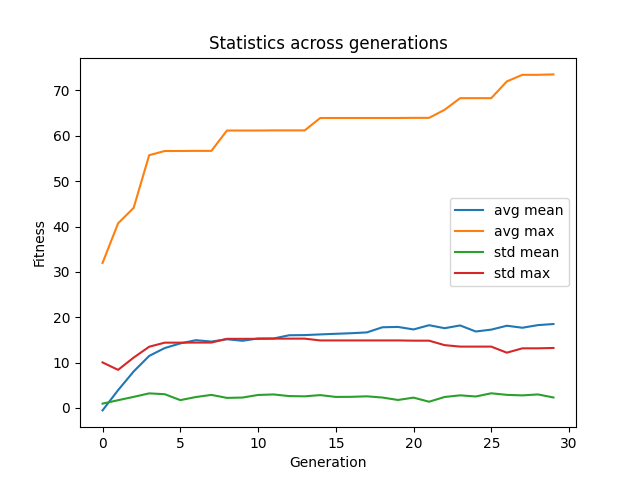 Statistics across generations
Fitness
70
60
50
40
30
20
10
0
avg mean
avg max
std mean
std max
0 5 10 15 20 25 30
Generation